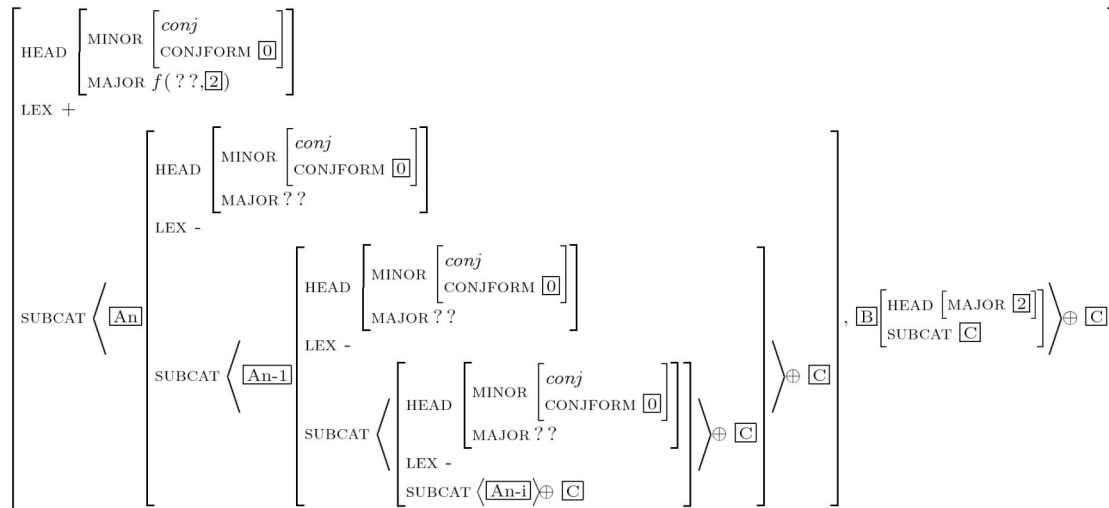 HEAD MINOR conj
CONJFORM 0
MAJOR f(??,2)
LEX +
HEAD MINOR conj
CONJFORM 0
MAJOR ??
LEX -
HEAD MINOR conj
CONJFORM 0
MAJOR ??
LEX -
SUBCAT ⟨ An SUBCAT ⟨ An-1 SUBCAT ⟨ HEAD MINOR conj
CONJFORM 0
MAJOR ??
LEX -
SUBCAT ⟨ An-i ⟩ ⊕ C
⟩ ⊕ C
⟩ ⊕ C
, B HEAD [MAJOR 2]
SUBCAT C
⟩ ⊕ C